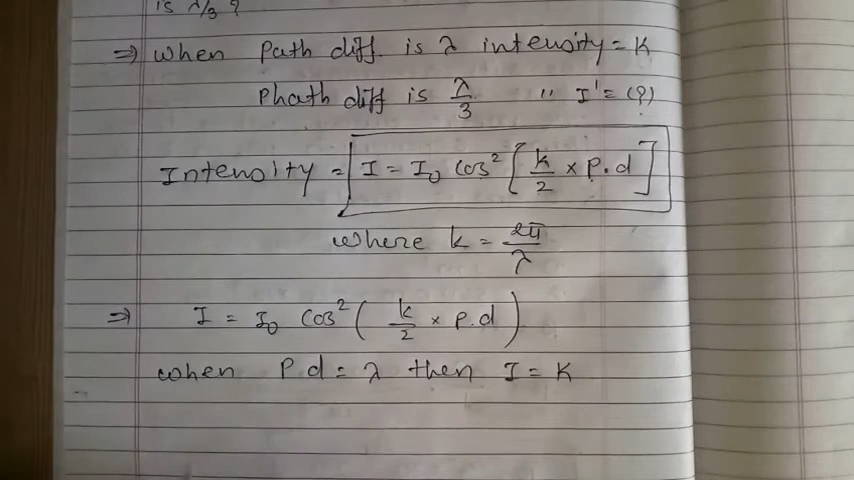 is λ/3 ?
⇒ when Path diff. is λ intensity = K
Phath diff is λ/3 " I' = (?)
Intensity = I = I₀ cos² [k/2 × P.d]
where k = 2π/λ
⇒ I = I₀ cos² (k/2 × P.d)
when P.d = λ then I = K